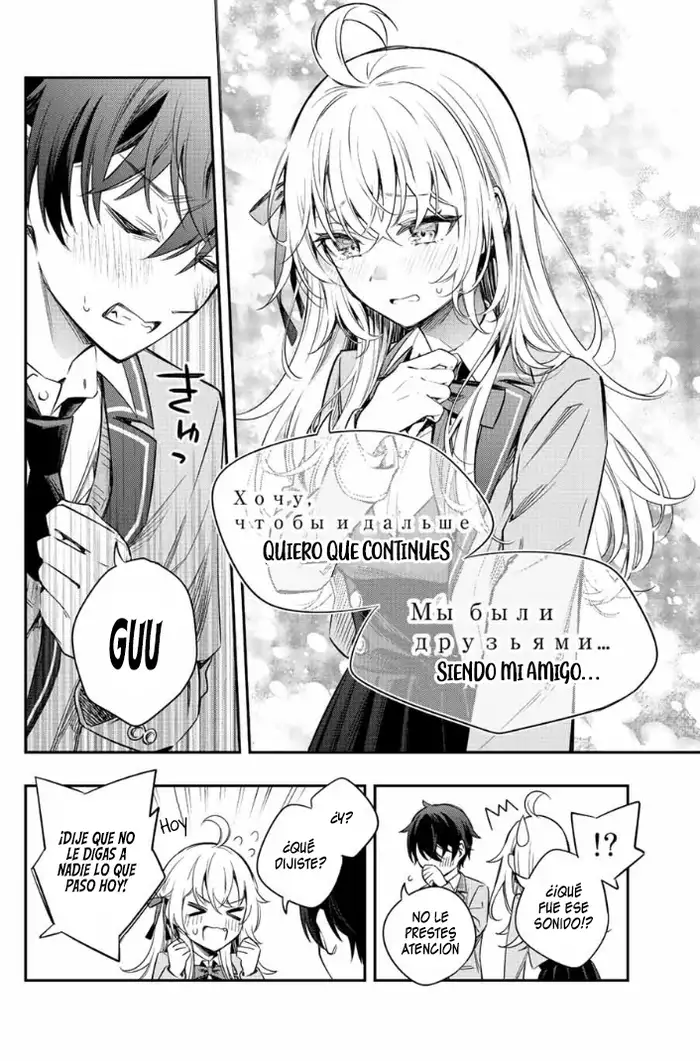 Хочу,
чтобы и дальше
QUIERO QUE CONTINUES
Мы были
друзьями...
SIENDO MI AMIGO...
きゅっ
GUU
!?
¿¡QUÉ
FUE ESE
SONIDO!?
NO LE
PRESTES
ATENCIÓN
¿Y?
¿QUÉ
DIJISTE?
HOY
¡DIJE QUE NO
LE DIGAS A
NADIE LO QUE
PASO HOY!